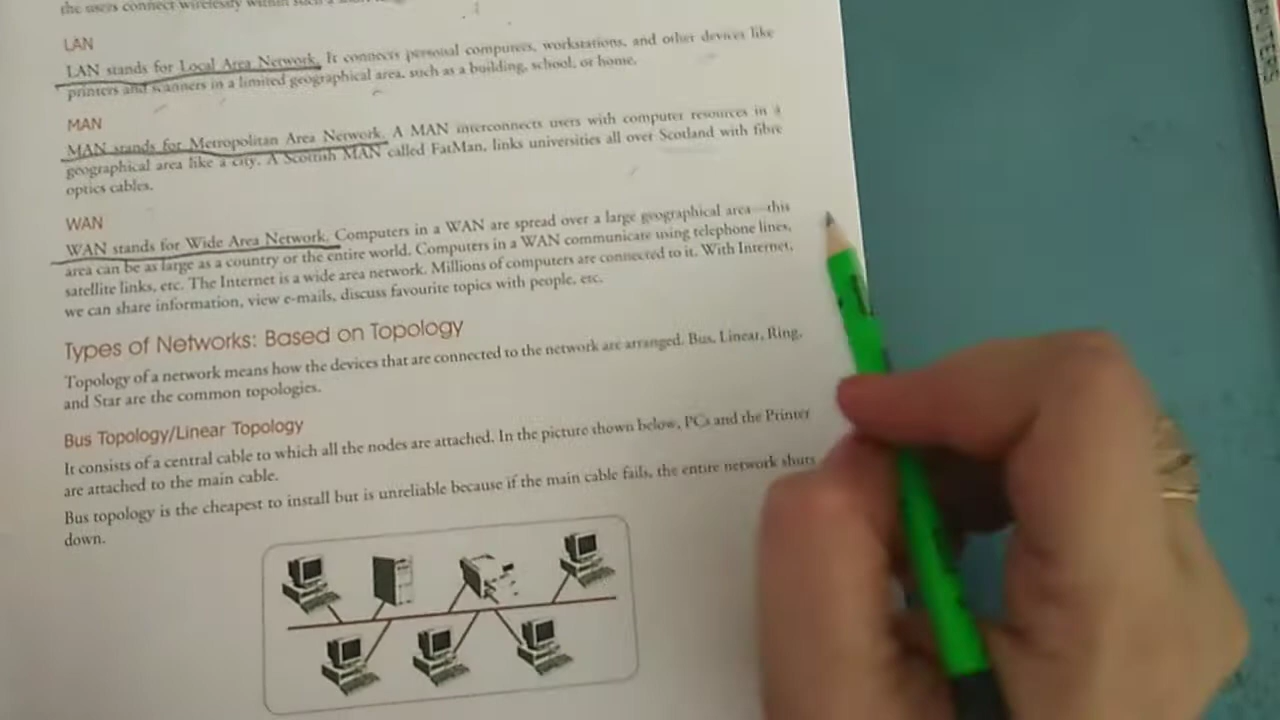 the users connect wirelessly within such a
LAN
LAN stands for Local Area Network. It connects personal computers, workstations, and other devices like
printers and scanners in a limited geographical area, such as a building, school, or home.
MAN
MAN stands for Metropolitan Area Network. A MAN interconnects users with computer resources in a
geographical area like a city. A Scottish MAN called FatMan, links universities all over Scotland with fibre
optics cables.
WAN
WAN stands for Wide Area Network. Computers in a WAN are spread over a large geographical area—this
area can be as large as a country or the entire world. Computers in a WAN communicate using telephone lines,
satellite links, etc. The Internet is a wide area network. Millions of computers are connected to it. With Internet,
we can share information, view e-mails, discuss favourite topics with people, etc.
Types of Networks: Based on Topology
Topology of a network means how the devices that are connected to the network are arranged. Bus, Linear, Ring,
and Star are the common topologies.
Bus Topology/Linear Topology
It consists of a central cable to which all the nodes are attached. In the picture shown below, PCs and the Printer
are attached to the main cable.
Bus topology is the cheapest to install but is unreliable because if the main cable fails, the entire network shuts
down.